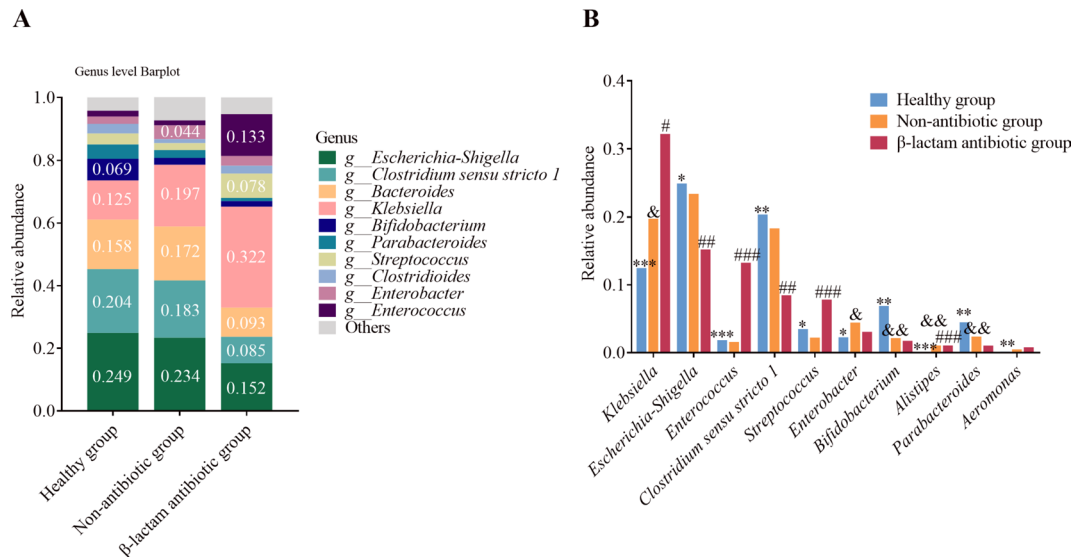 A
Genus level Barplot
Relative abundance
1.0
0.8
0.6
0.4
0.2
0.0
0.069
0.125
0.158
0.204
0.249
0.044
0.197
0.172
0.183
0.234
0.133
0.078
0.322
0.093
0.085
0.152
Healthy group
Non-antibiotic group
β-lactam antibiotic group
Genus
g__Escherichia-Shigella
g__Clostridium sensu stricto 1
g__Bacteroides
g__Klebsiella
g__Bifidobacterium
g__Parabacteroides
g__Streptococcus
g__Clostridioides
g__Enterobacter
g__Enterococcus
Others
B
Relative abundance
0.4
0.3
0.2
0.1
0.0
Healthy group
Non-antibiotic group
β-lactam antibiotic group
***
&
#
*
##
***
###
**
##
*
###
*
&
**
&&
***
&&
###
**
&&
**
Klebsiella
Escherichia-Shigella
Enterococcus
Clostridium sensu stricto 1
Streptococcus
Enterobacter
Bifidobacterium
Alistipes
Parabacteroides
Aeromonas